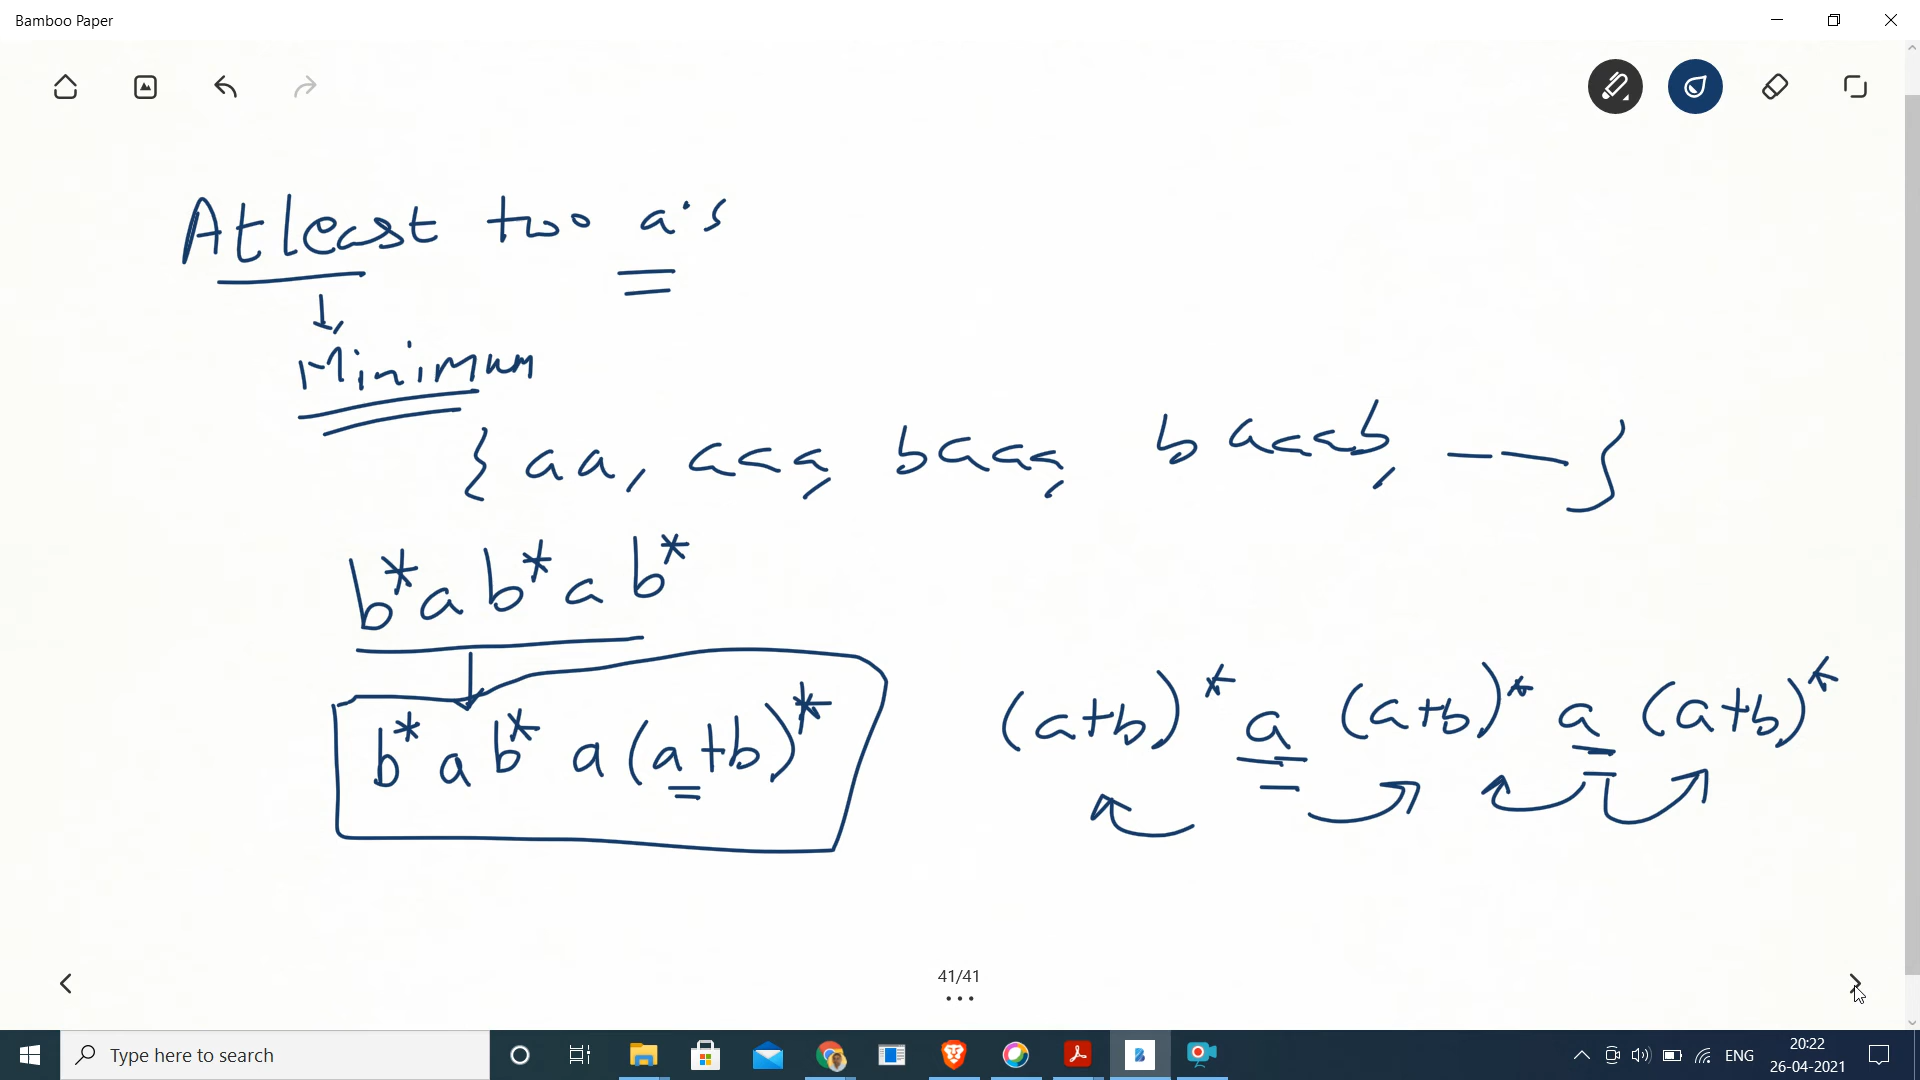 Bamboo Paper
Atleast two a's
Minimum
{ aa, aaa, baaa, baaab, —— }
b*ab*ab*
b*ab*a(a+b)*
(a+b)*a(a+b)*a(a+b)*
41/41
Type here to search
ENG
20:22
26-04-2021